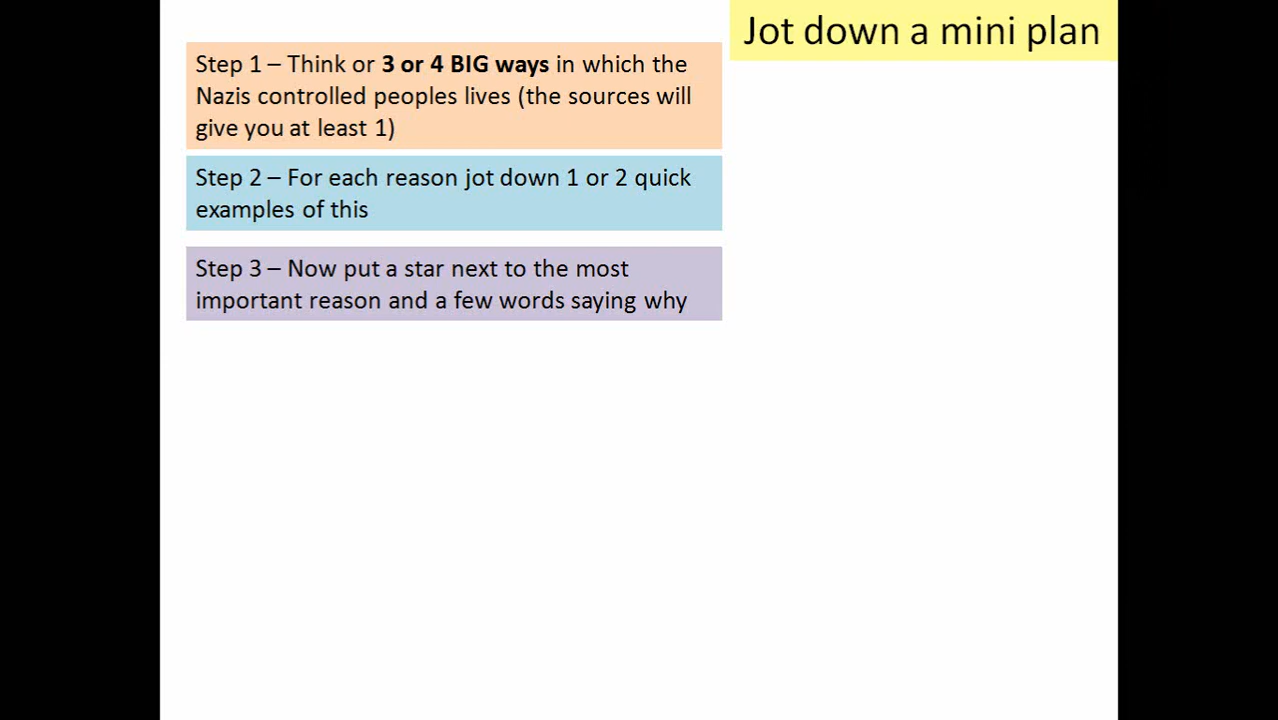 Jot down a mini plan
Step 1 – Think or 3 or 4 BIG ways in which the
Nazis controlled peoples lives (the sources will
give you at least 1)
Step 2 – For each reason jot down 1 or 2 quick
examples of this
Step 3 – Now put a star next to the most
important reason and a few words saying why